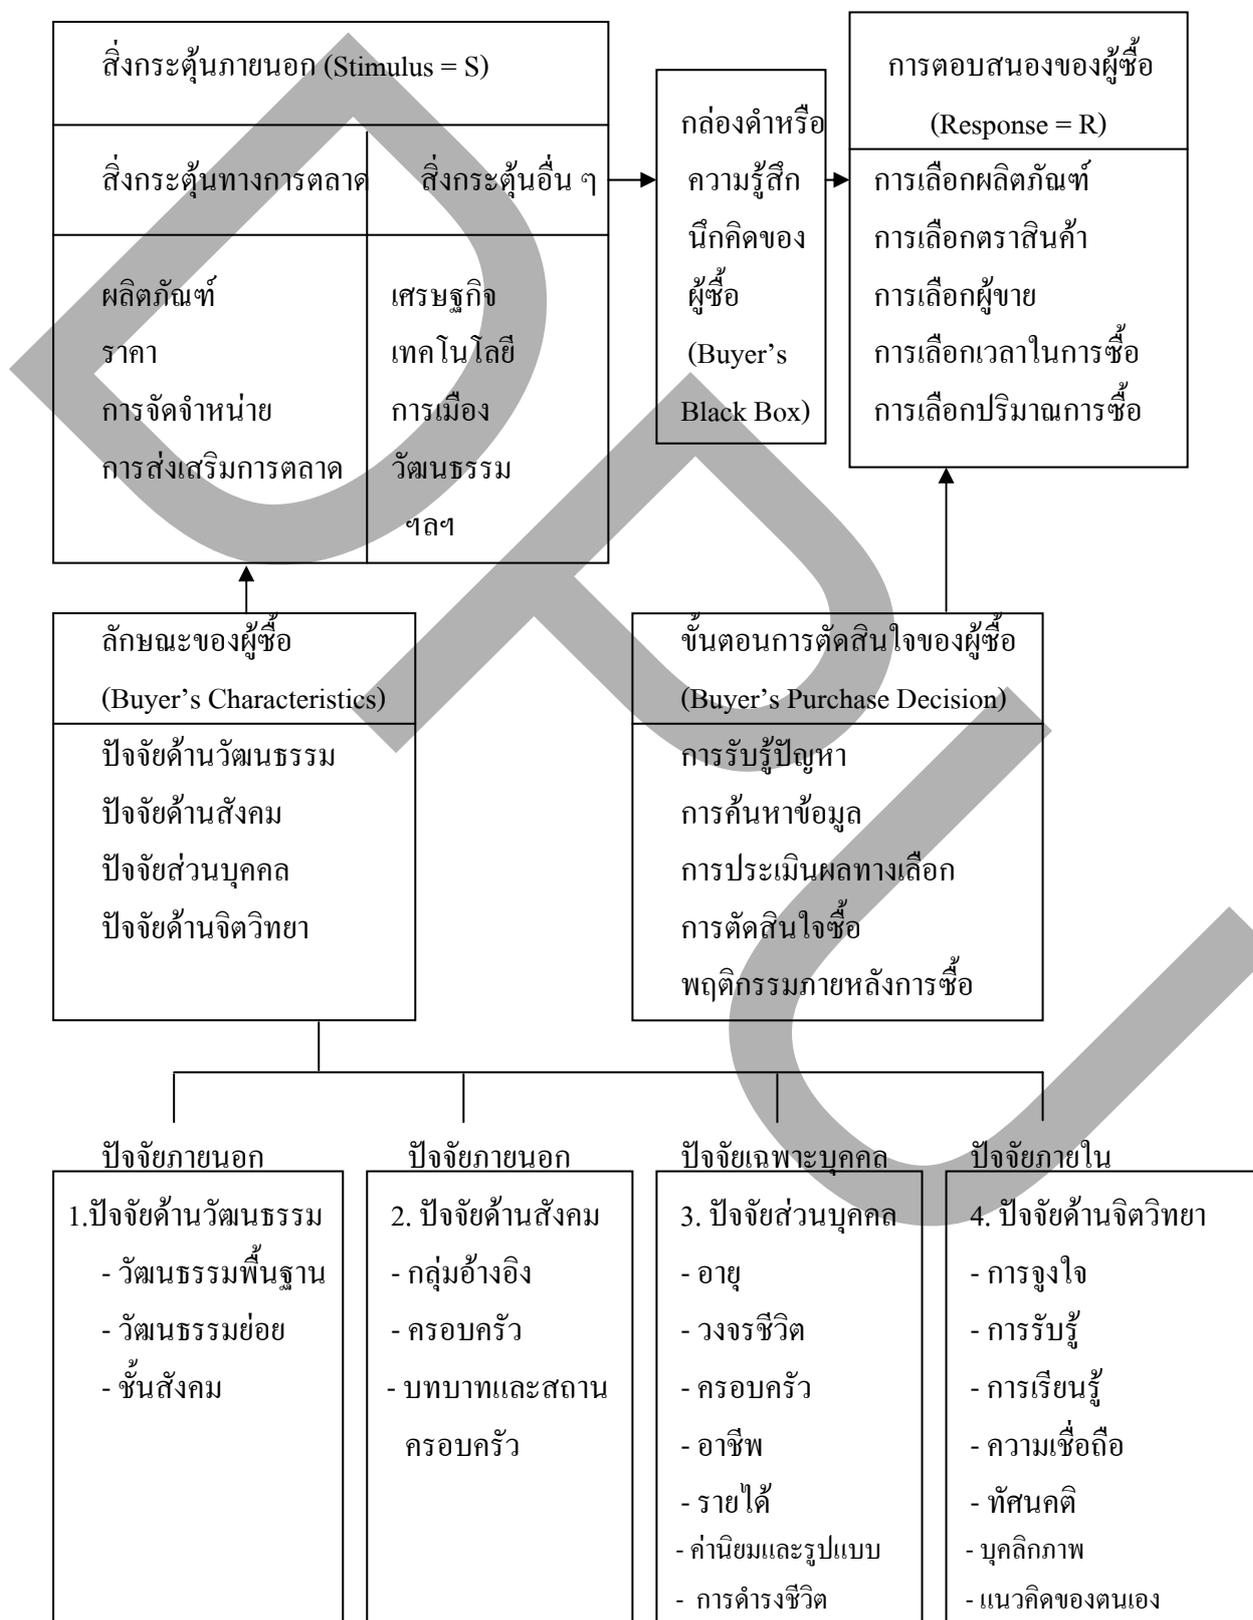 สิ่งกระตุ้นภายนอก (Stimulus = S)
สิ่งกระตุ้นทางการตลาด
สิ่งกระตุ้นอื่น ๆ
ผลิตภัณฑ์
ราคา
การจัดจำหน่าย
การส่งเสริมการตลาด
เศรษฐกิจ
เทคโนโลยี
การเมือง
วัฒนธรรม
ฯลฯ
กล่องดำหรือ
ความรู้สึก
นึกคิดของ
ผู้ซื้อ
(Buyer’s
Black Box)
การตอบสนองของผู้ซื้อ
(Response = R)
การเลือกผลิตภัณฑ์
การเลือกตราสินค้า
การเลือกผู้ขาย
การเลือกเวลาในการซื้อ
การเลือกปริมาณการซื้อ
ลักษณะของผู้ซื้อ
(Buyer’s Characteristics)
ปัจจัยด้านวัฒนธรรม
ปัจจัยด้านสังคม
ปัจจัยส่วนบุคคล
ปัจจัยด้านจิตวิทยา
ขั้นตอนการตัดสินใจของผู้ซื้อ
(Buyer’s Purchase Decision)
การรับรู้ปัญหา
การค้นหาข้อมูล
การประเมินผลทางเลือก
การตัดสินใจซื้อ
พฤติกรรมภายหลังการซื้อ
ปัจจัยภายนอก
1.ปัจจัยด้านวัฒนธรรม
- วัฒนธรรมพื้นฐาน
- วัฒนธรรมย่อย
- ชั้นสังคม
ปัจจัยภายนอก
2. ปัจจัยด้านสังคม
- กลุ่มอ้างอิง
- ครอบครัว
- บทบาทและสถาน
ครอบครัว
ปัจจัยเฉพาะบุคคล
3. ปัจจัยส่วนบุคคล
- อายุ
- วงจรชีวิต
- ครอบครัว
- อาชีพ
- รายได้
- ค่านิยมและรูปแบบ
- การดำรงชีวิต
ปัจจัยภายใน
4. ปัจจัยด้านจิตวิทยา
- การจูงใจ
- การรับรู้
- การเรียนรู้
- ความเชื่อถือ
- ทัศนคติ
- บุคลิกภาพ
- แนวคิดของตนเอง
DPU